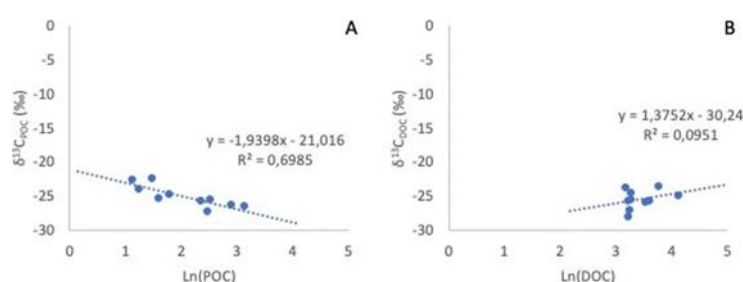 A
0
-5
-10
-15
-20
-25
-30
δ¹³C_POC (‰)
y = -1,9398x - 21,016
R² = 0,6985
0 1 2 3 4 5
Ln(POC)
B
0
-5
-10
-15
-20
-25
-30
δ¹³C_DOC (‰)
y = 1,3752x - 30,24
R² = 0,0951
0 1 2 3 4 5
Ln(DOC)